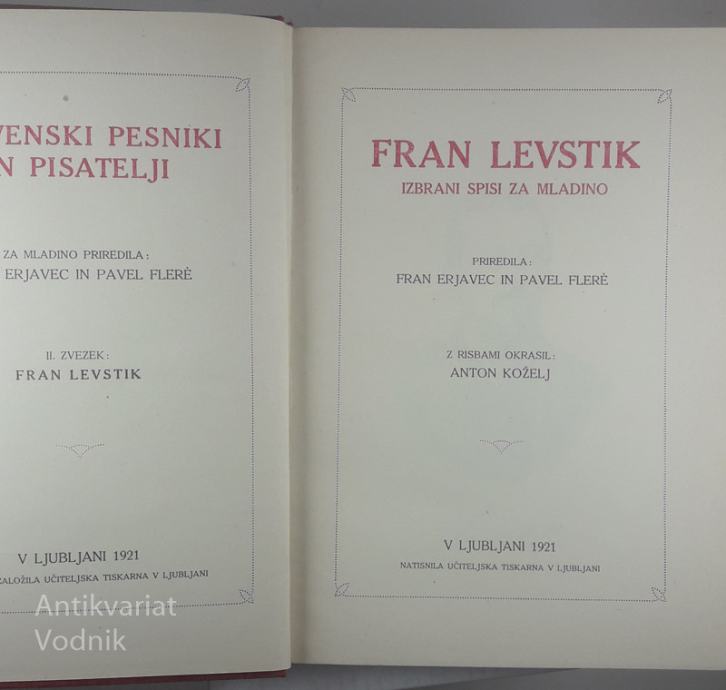 VENSKI PESNIKI
N PISATELJI
ZA MLADINO PRIREDILA:
ERJAVEC IN PAVEL FLERÈ
II. ZVEZEK:
FRAN LEVSTIK
V LJUBLJANI 1921
ZALOŽILA UČITELJSKA TISKARNA V LJUBLJANI
Antikvariat
Vodnik
FRAN LEVSTIK
IZBRANI SPISI ZA MLADINO
PRIREDILA:
FRAN ERJAVEC IN PAVEL FLERÈ
Z RISBAMI OKRASIL:
ANTON KOŽELJ
V LJUBLJANI 1921
NATISNILA UČITELJSKA TISKARNA V LJUBLJANI